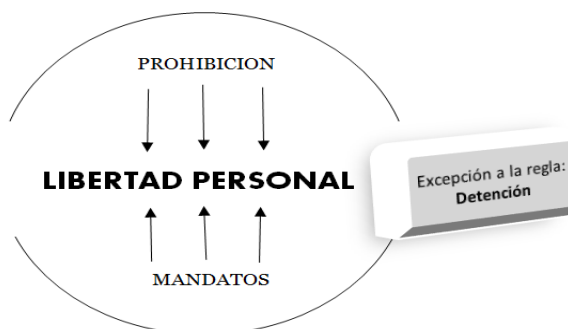 PROHIBICION
LIBERTAD PERSONAL
Excepción a la regla:
Detención
MANDATOS